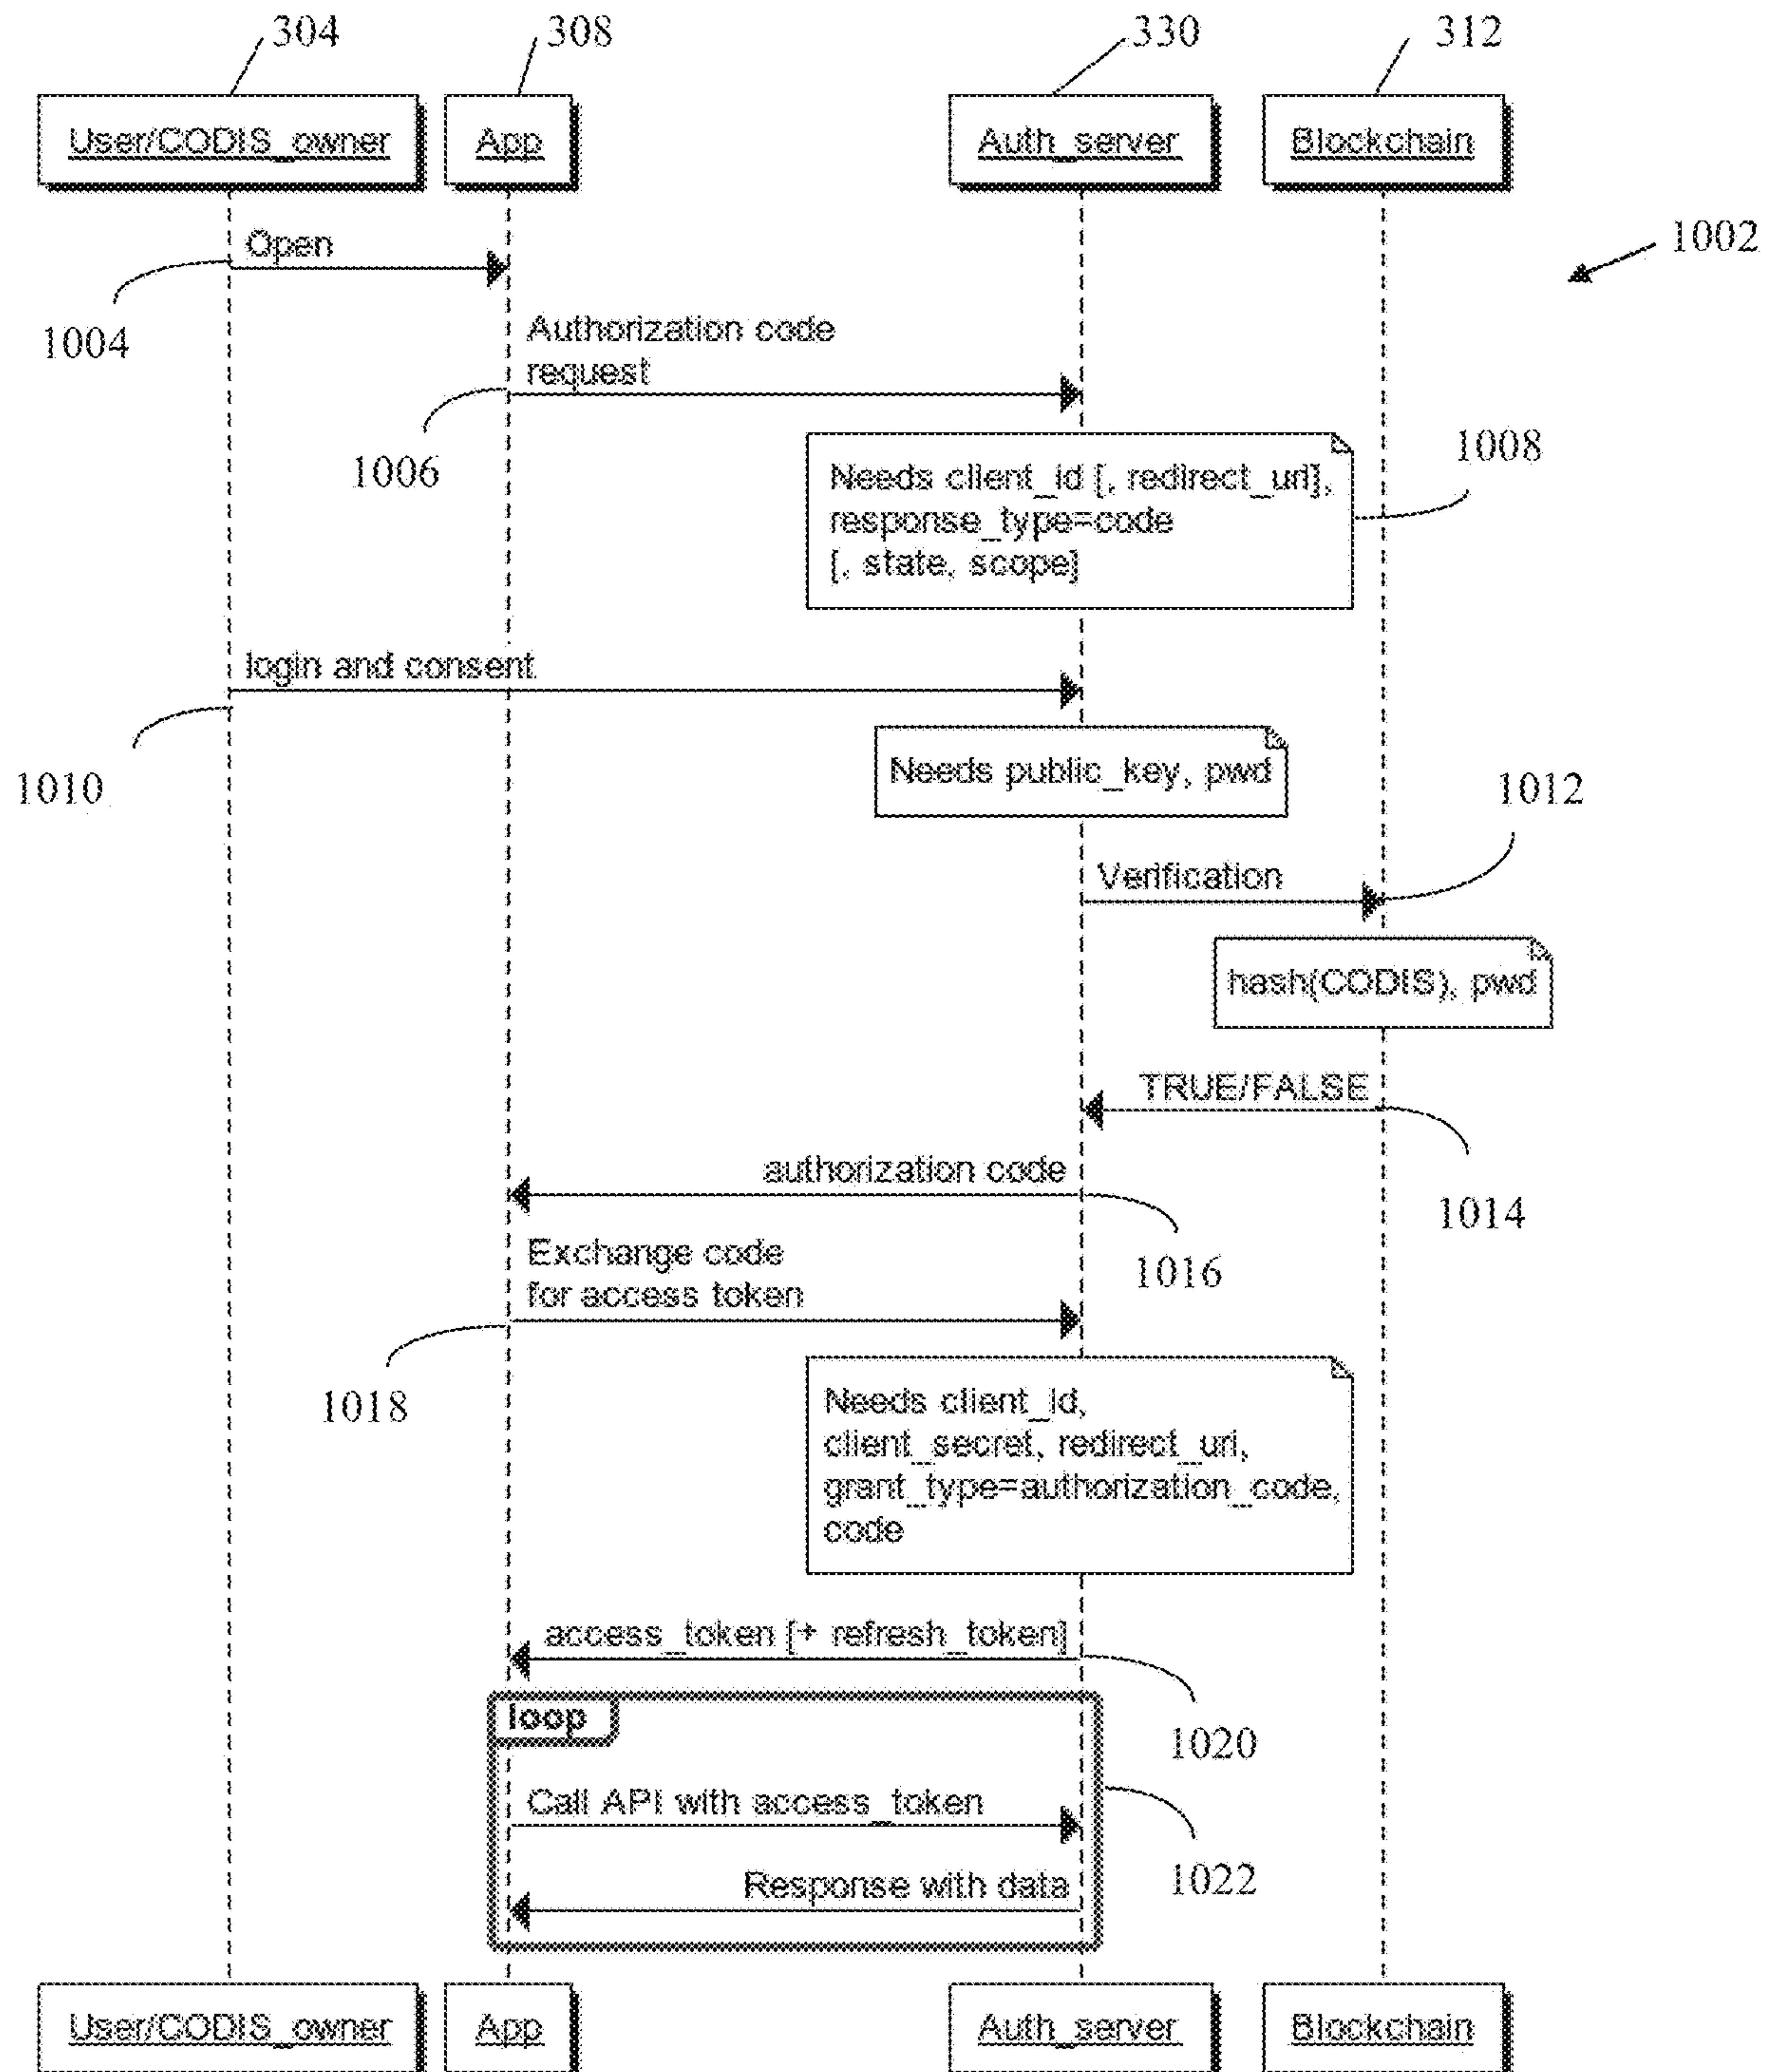 304
308
330
312
User/CODIS_owner
App
Auth_server
Blockchain
1002
Open
1004
Authorization code
request
1006
1008
Needs client_id [, redirect_uri],
response_type=code
[, state, scope]
login and consent
1010
Needs public_key, pwd
1012
Verification
hash(CODIS), pwd
TRUE/FALSE
1014
authorization code
1016
Exchange code
for access token
1018
Needs client_id,
client_secret, redirect_uri,
grant_type=authorization_code,
code
access_token [+ refresh_token]
1020
loop
Call API with access_token
1022
Response with data
User/CODIS_owner
App
Auth_server
Blockchain